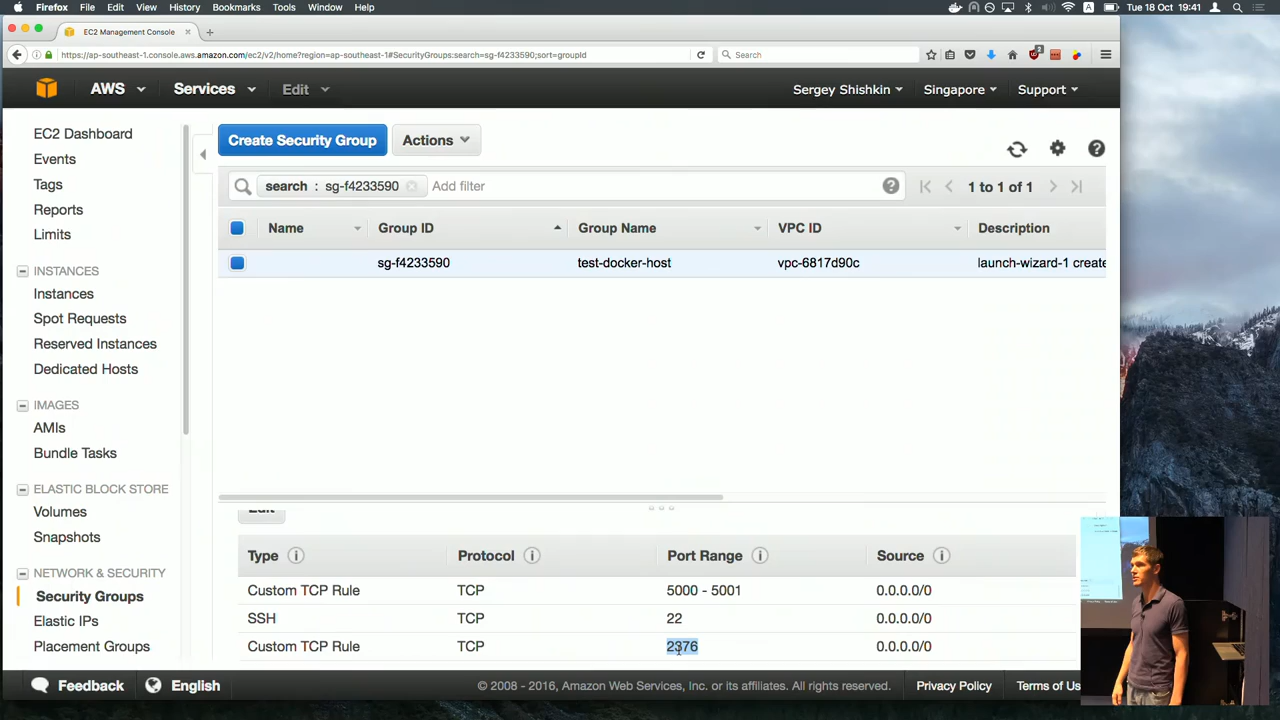 Firefox File Edit View History Bookmarks Tools Window Help Tue 18 Oct 19:41
EC2 Management Console
https://ap-southeast-1.console.aws.amazon.com/ec2/v2/home?region=ap-southeast-1#SecurityGroups:search=sg-f4233590;sort=groupId Search
AWS Services Edit Sergey Shishkin Singapore Support
EC2 Dashboard
Events
Tags
Reports
Limits
INSTANCES
Instances
Spot Requests
Reserved Instances
Dedicated Hosts
IMAGES
AMIs
Bundle Tasks
ELASTIC BLOCK STORE
Volumes
Snapshots
NETWORK & SECURITY
Security Groups
Elastic IPs
Placement Groups
Create Security Group Actions
search : sg-f4233590 Add filter 1 to 1 of 1
Name Group ID Group Name VPC ID Description
sg-f4233590 test-docker-host vpc-6817d90c launch-wizard-1 create
Edit
Type Protocol Port Range Source
Custom TCP Rule TCP 5000 - 5001 0.0.0.0/0
SSH TCP 22 0.0.0.0/0
Custom TCP Rule TCP 2376 0.0.0.0/0
Feedback English © 2008 - 2016, Amazon Web Services, Inc. or its affiliates. All rights reserved. Privacy Policy Terms of Us